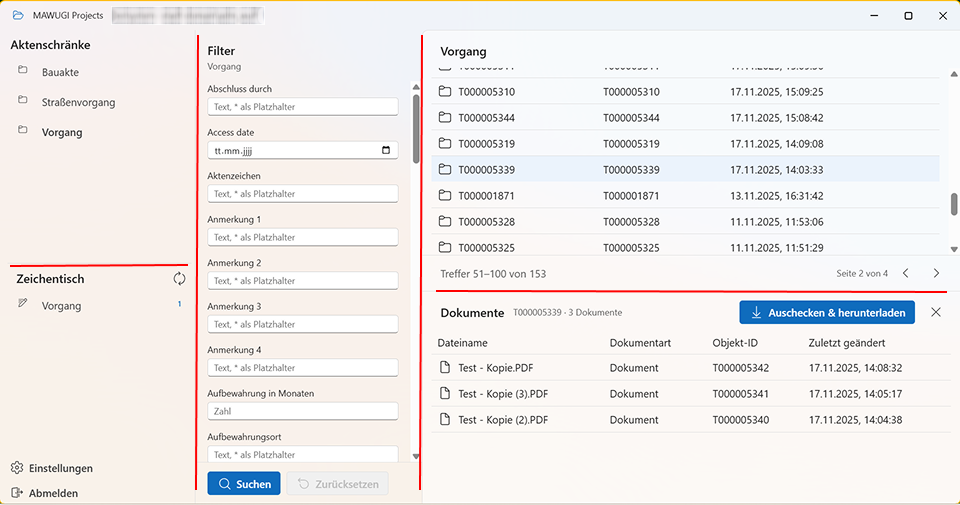 MAWUGI Projects
Aktenschränke
Bauakte
Straßenvorgang
Vorgang
Zeichentisch
Vorgang 1
Einstellungen
Abmelden
Filter
Vorgang
Abschluss durch
Text, * als Platzhalter
Access date
tt.mm.jjjj
Aktenzeichen
Text, * als Platzhalter
Anmerkung 1
Text, * als Platzhalter
Anmerkung 2
Text, * als Platzhalter
Anmerkung 3
Text, * als Platzhalter
Anmerkung 4
Text, * als Platzhalter
Aufbewahrung in Monaten
Zahl
Aufbewahrungsort
Text, * als Platzhalter
Suchen Zurücksetzen
Vorgang
T000005310 T000005310 17.11.2025, 15:09:25
T000005344 T000005344 17.11.2025, 15:08:42
T000005319 T000005319 17.11.2025, 14:09:08
T000005339 T000005339 17.11.2025, 14:03:33
T000001871 T000001871 13.11.2025, 16:31:42
T000005328 T000005328 11.11.2025, 11:53:06
T000005325 T000005325 11.11.2025, 11:51:29
Treffer 51–100 von 153 Seite 2 von 4
Dokumente T000005339 · 3 Dokumente Auschecken & herunterladen
Dateiname Dokumentart Objekt-ID Zuletzt geändert
Test - Kopie.PDF Dokument T000005342 17.11.2025, 14:08:32
Test - Kopie (3).PDF Dokument T000005341 17.11.2025, 14:05:17
Test - Kopie (2).PDF Dokument T000005340 17.11.2025, 14:04:38